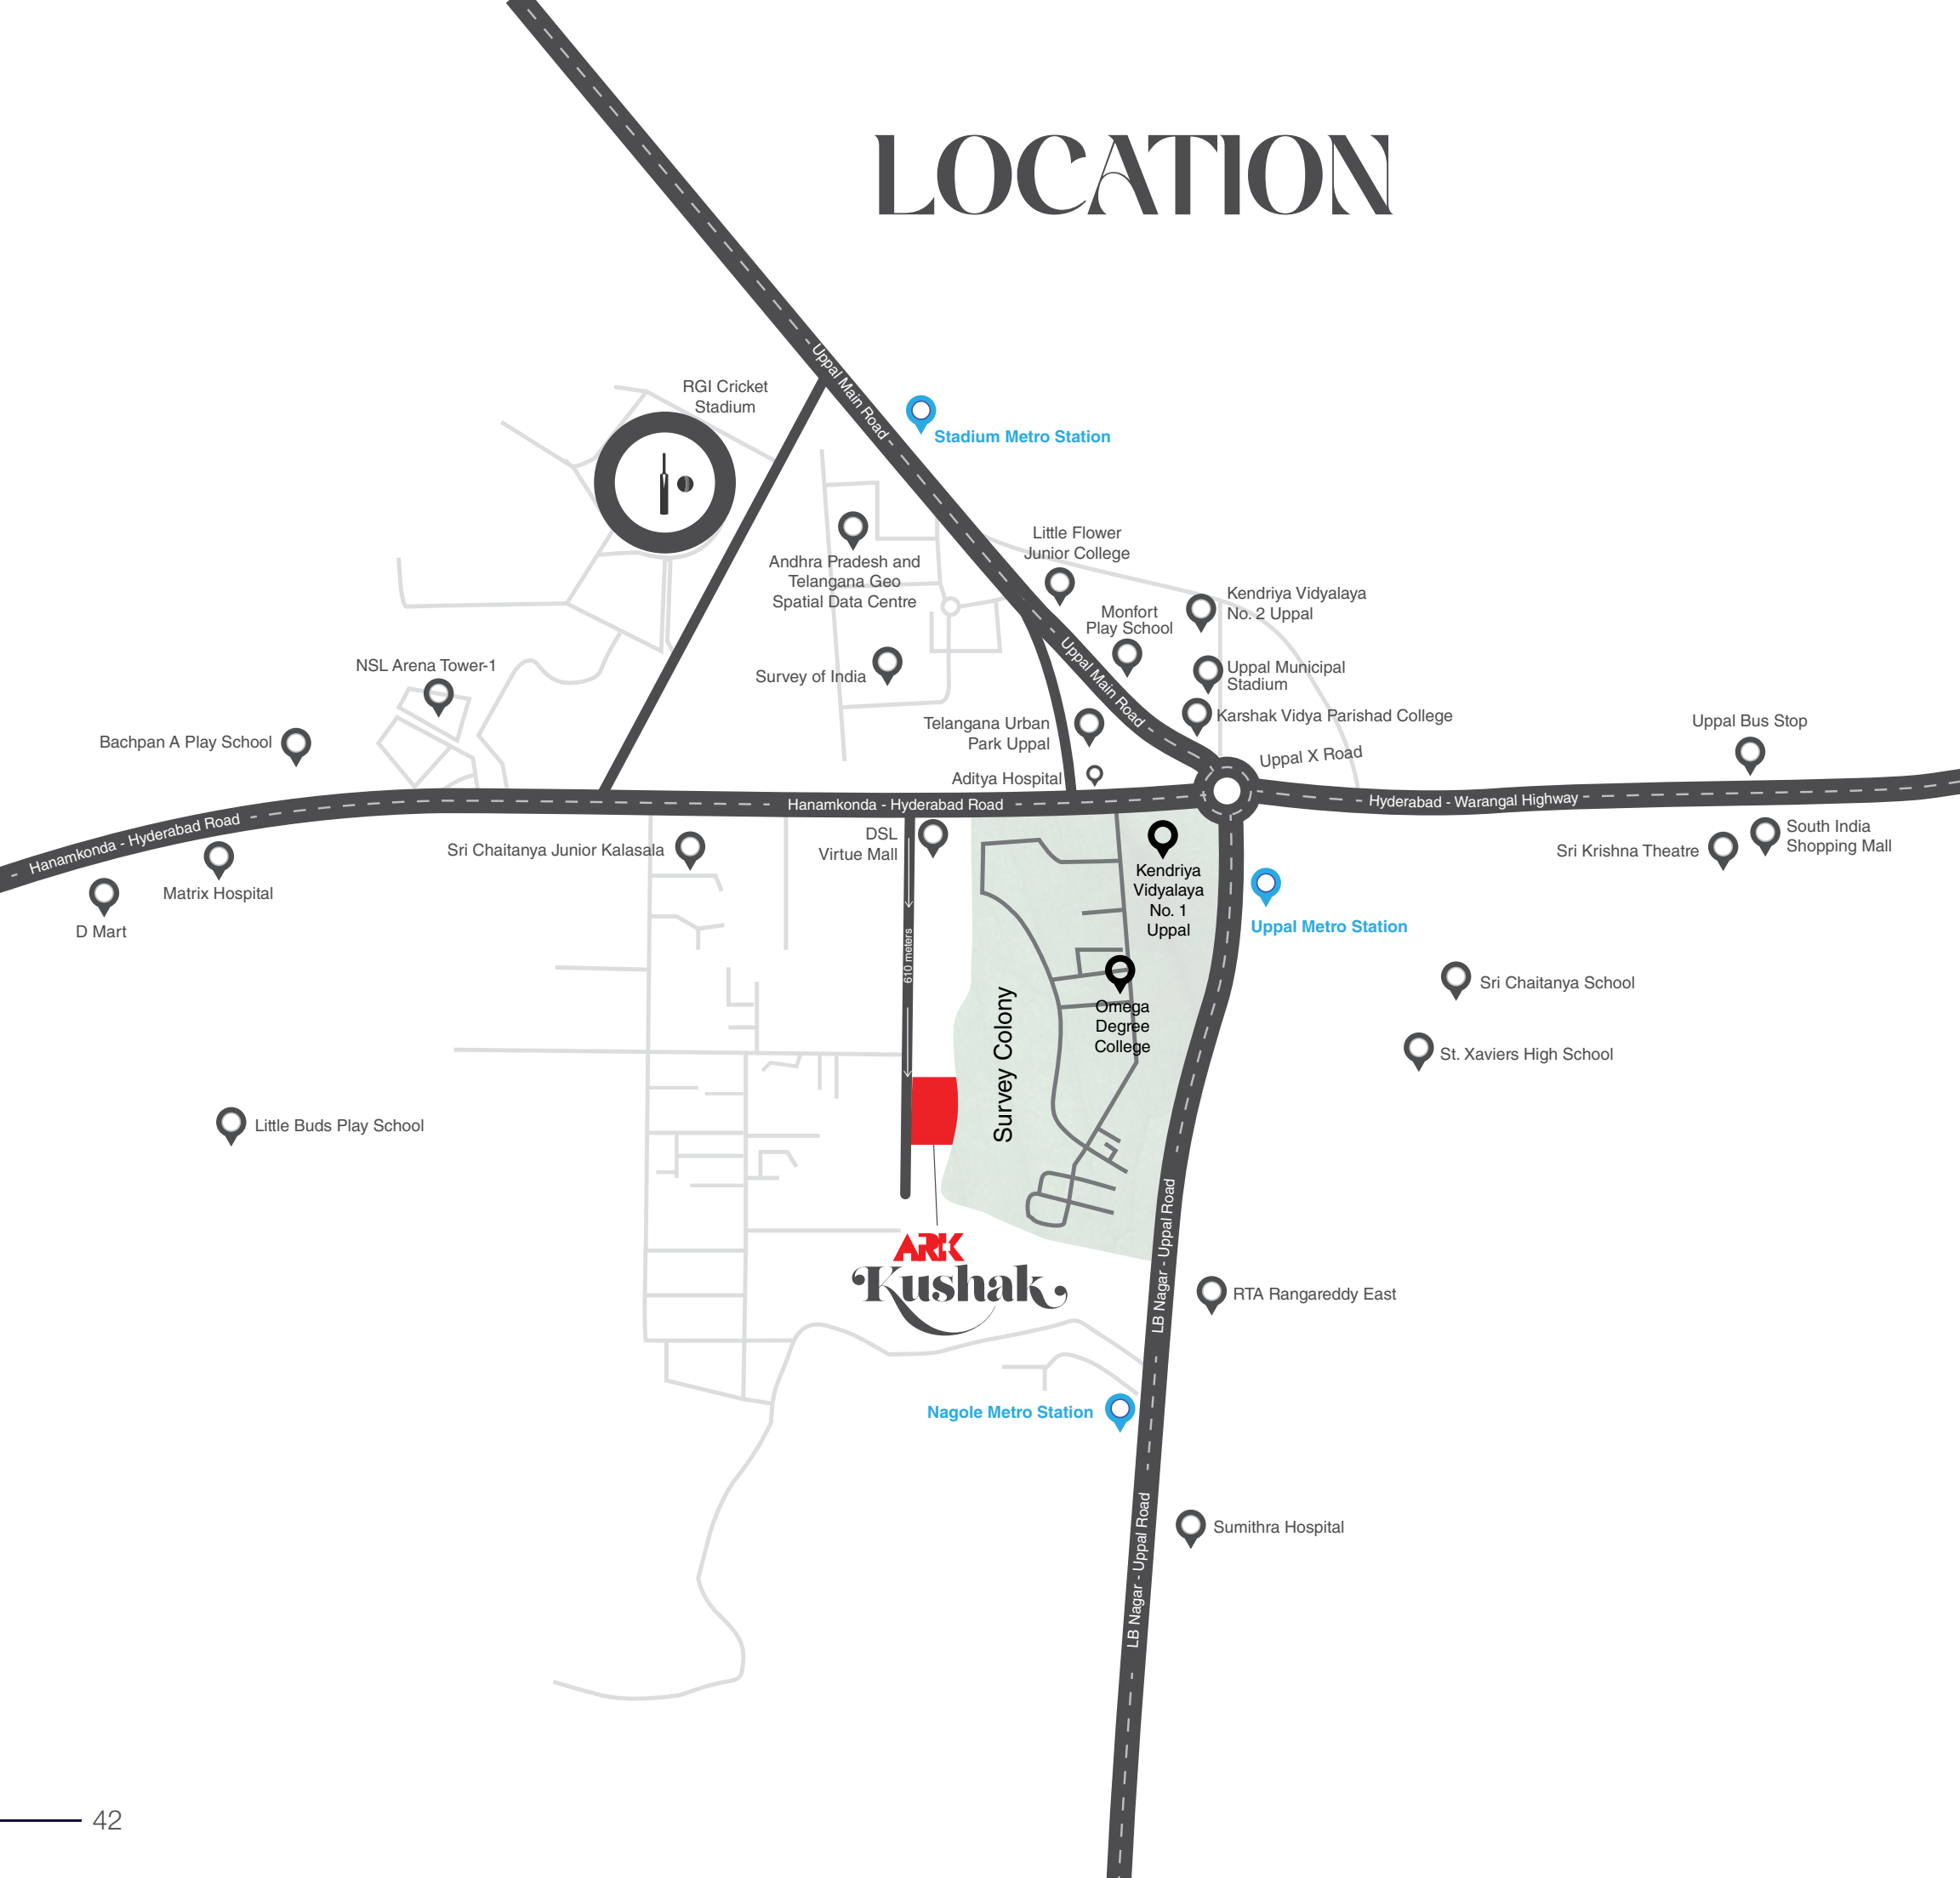 LOCATION
Uppal Main Road
RGI Cricket
Stadium
Stadium Metro Station
Little Flower
Junior College
Andhra Pradesh and
Telangana Geo
Spatial Data Centre
Kendriya Vidyalaya
No. 2 Uppal
Monfort
Play School
Uppal Main Road
NSL Arena Tower-1
Survey of India
Uppal Municipal
Stadium
Karshak Vidya Parishad College
Telangana Urban
Park Uppal
Uppal Bus Stop
Bachpan A Play School
Uppal X Road
Aditya Hospital
Hanamkonda - Hyderabad Road
Hyderabad - Warangal Highway
Hanamkonda - Hyderabad Road
DSL
Virtue Mall
Sri Chaitanya Junior Kalasala
South India
Shopping Mall
Sri Krishna Theatre
Kendriya
Vidyalaya
No. 1
Uppal
Matrix Hospital
D Mart
Uppal Metro Station
610 meters
Sri Chaitanya School
Omega
Degree
College
Survey Colony
St. Xaviers High School
Little Buds Play School
LB Nagar - Uppal Road
ARK
Kushak
RTA Rangareddy East
Nagole Metro Station
Sumithra Hospital
LB Nagar - Uppal Road
42